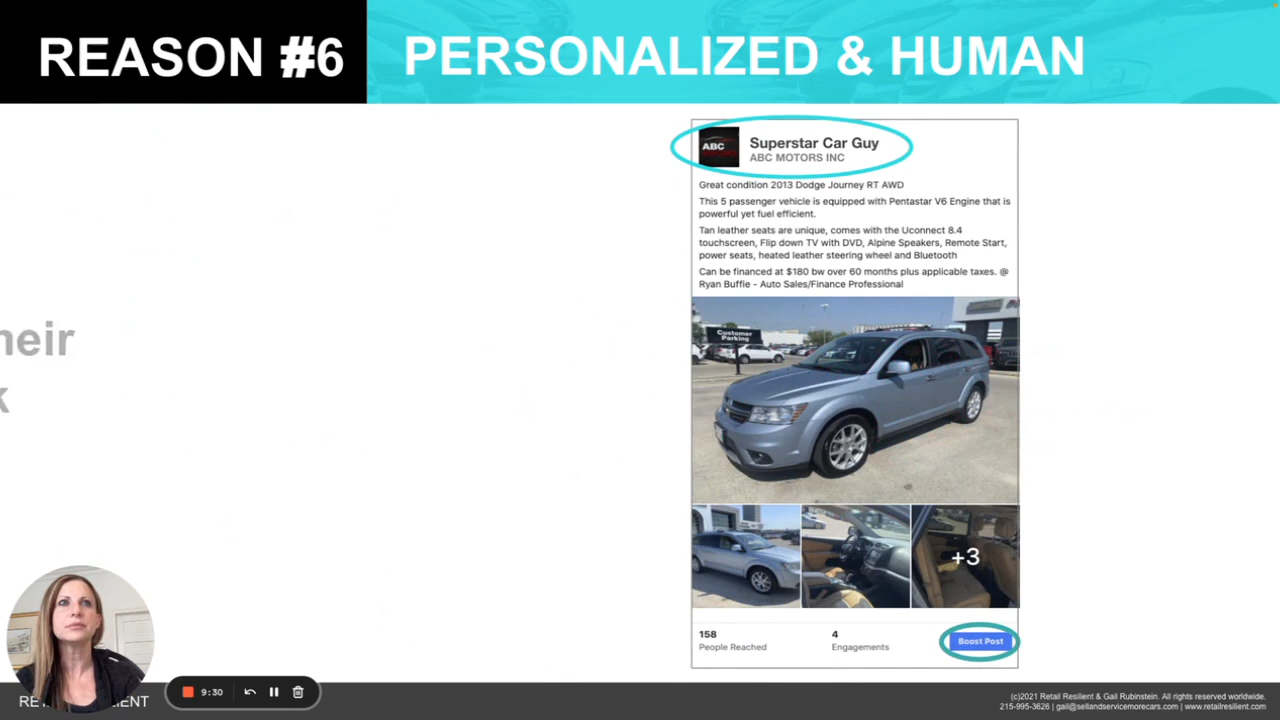 REASON #6
PERSONALIZED & HUMAN
ABC
Superstar Car Guy
ABC MOTORS INC
Great condition 2013 Dodge Journey RT AWD
This 5 passenger vehicle is equipped with Pentastar V6 Engine that is
powerful yet fuel efficient.
Tan leather seats are unique, comes with the Uconnect 8.4
touchscreen, Flip down TV with DVD, Alpine Speakers, Remote Start,
power seats, heated leather steering wheel and Bluetooth
Can be financed at $180 bw over 60 months plus applicable taxes. @
Ryan Buffie - Auto Sales/Finance Professional
Customer
Parking
+3
158
People Reached
4
Engagements
Boost Post
9:30
(c)2021 Retail Resilient & Gail Rubinstein. All rights reserved worldwide.
215-995-3626 | gail@sellandservicemorecars.com | www.retailresilient.com